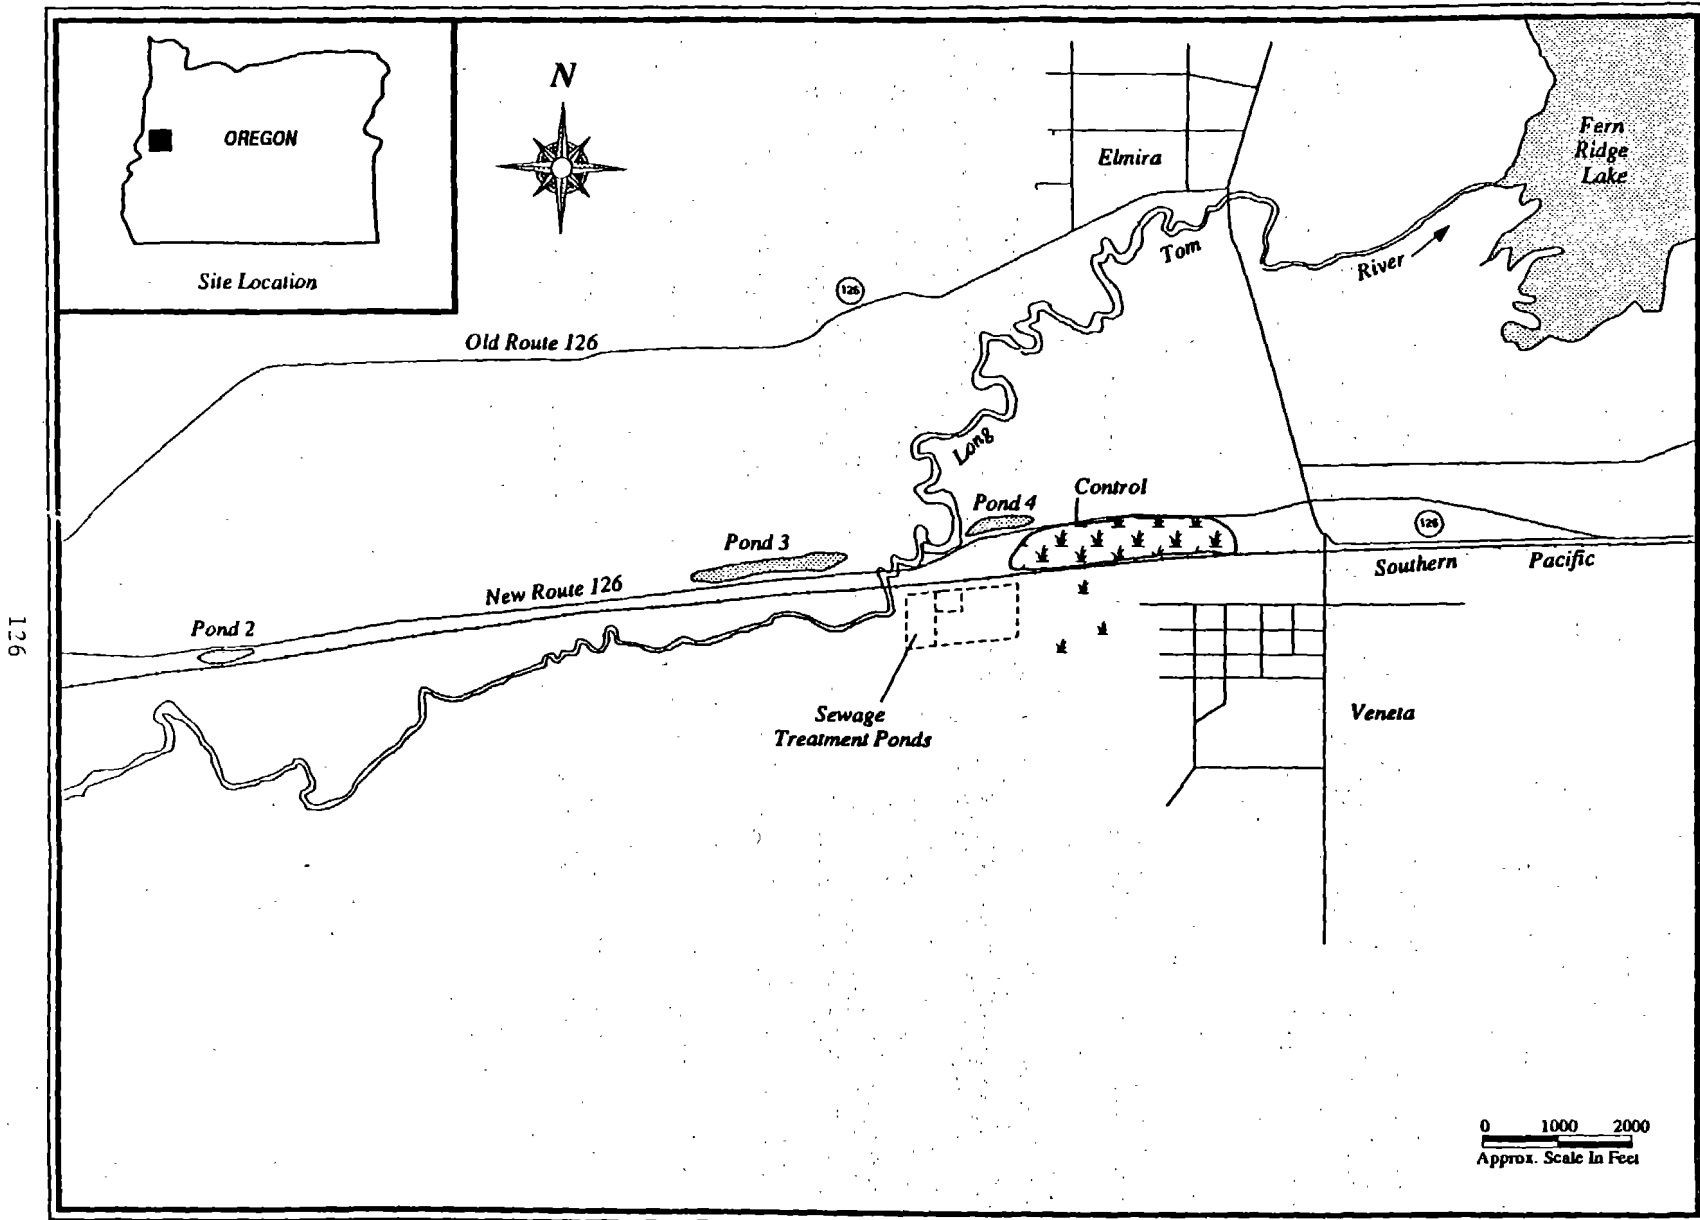 OREGON
Site Location
N
Elmira
Fern
Ridge
Lake
Tom
River
126
Old Route 126
Long
Control
Pond 4
Pond 3
126
Southern Pacific
New Route 126
Pond 2
126
Sewage
Treatment Ponds
Veneta
0 1000 2000
Approx. Scale In Feet